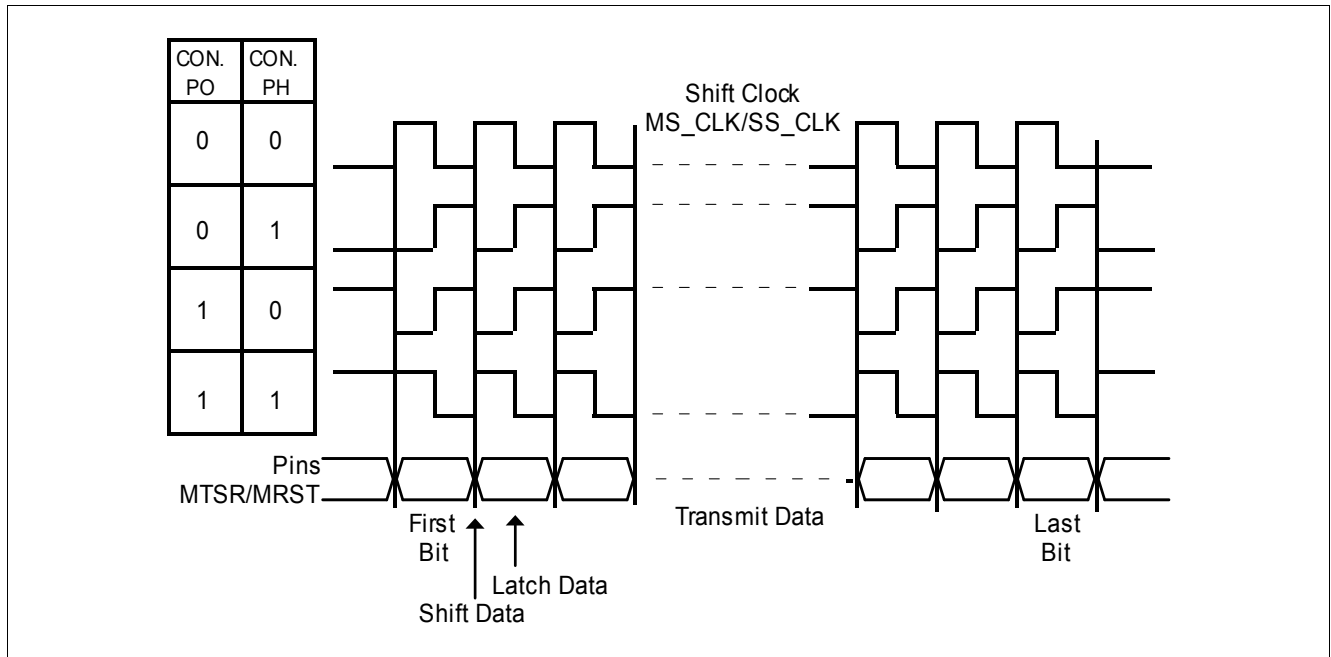 CON. CON.
PO PH
0 0
0 1
1 0
1 1
Shift Clock
MS_CLK/SS_CLK
Pins
MTSR/MRST
First
Bit
Transmit Data
Last
Bit
Latch Data
Shift Data